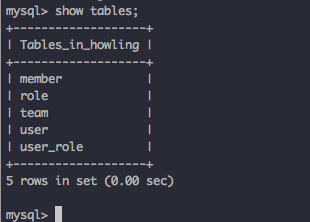 mysql> show tables;
+-------------------+
| Tables_in_howling |
+-------------------+
| member            |
| role              |
| team              |
| user              |
| user_role         |
+-------------------+
5 rows in set (0.00 sec)
mysql>